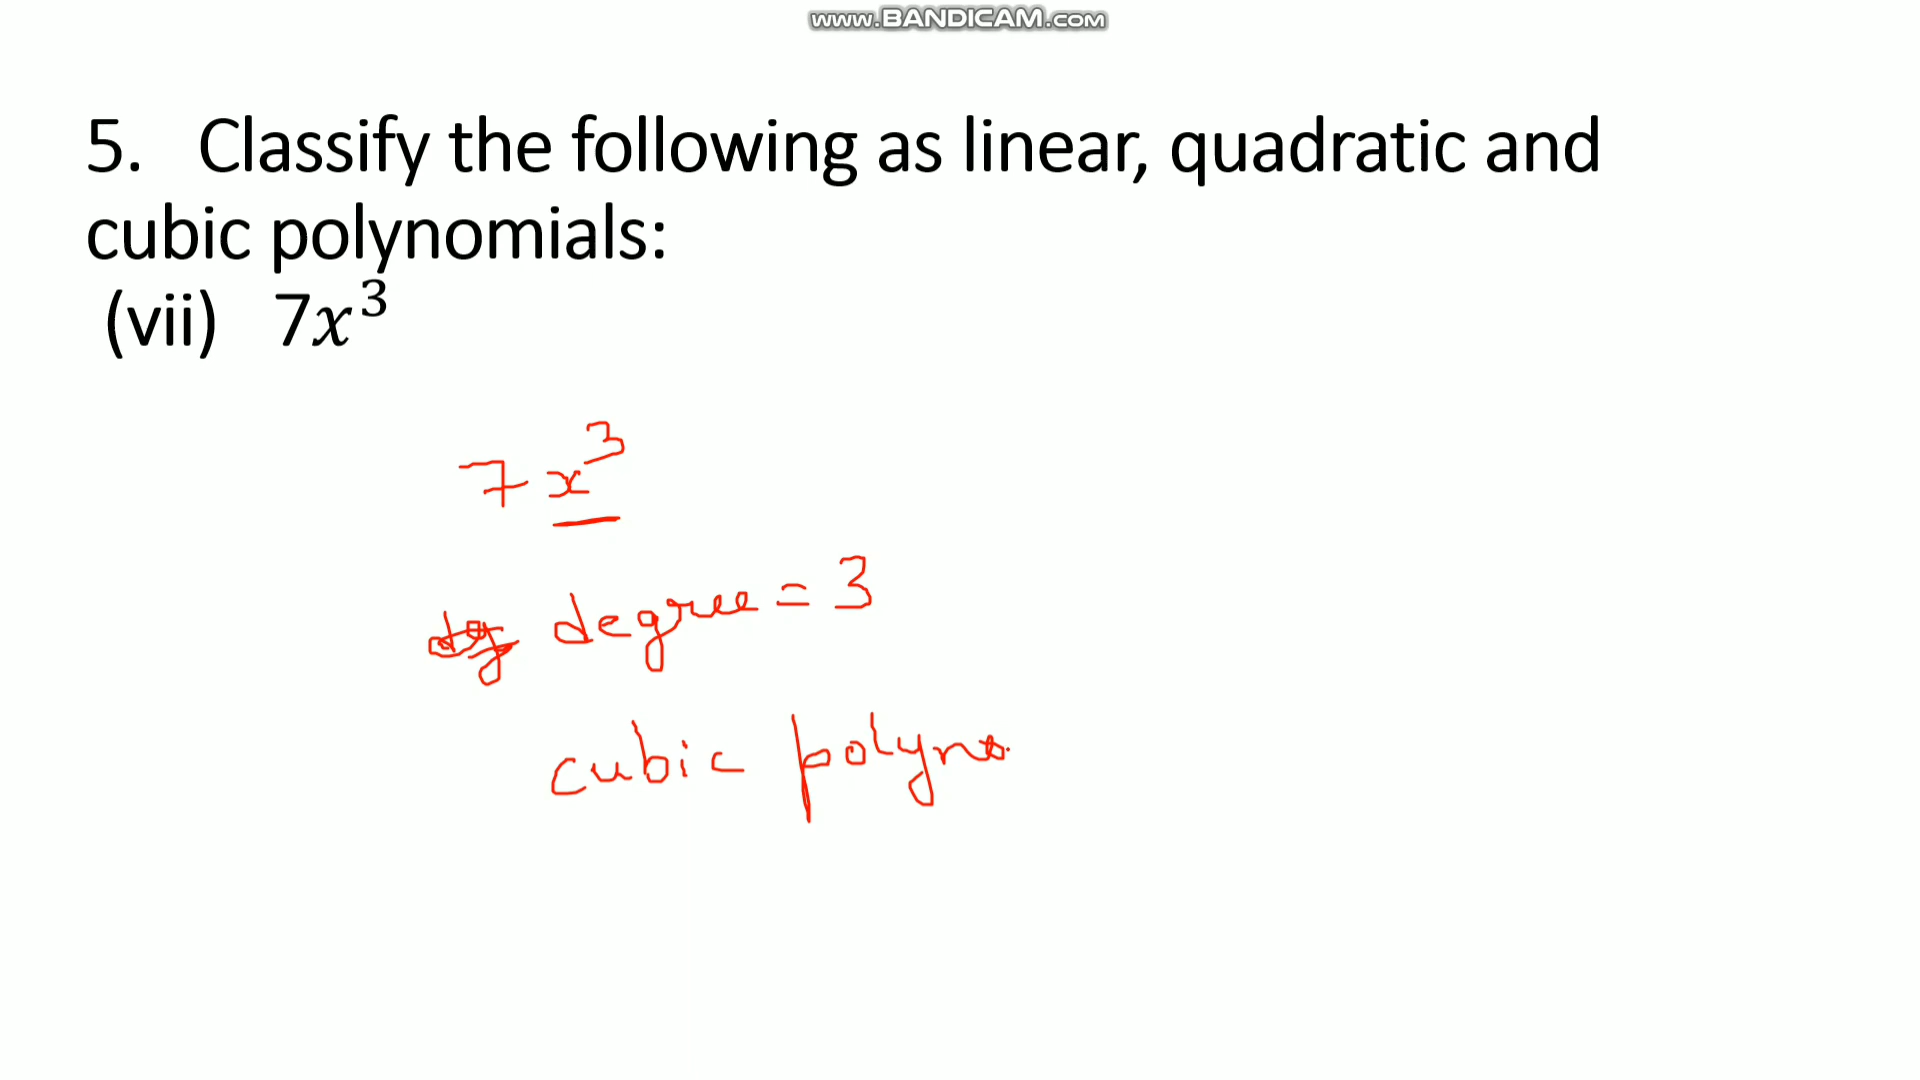 www.BANDICAM.com
5. Classify the following as linear, quadratic and
cubic polynomials:
(vii) 7x³
7x³
degree = 3
cubic polyno